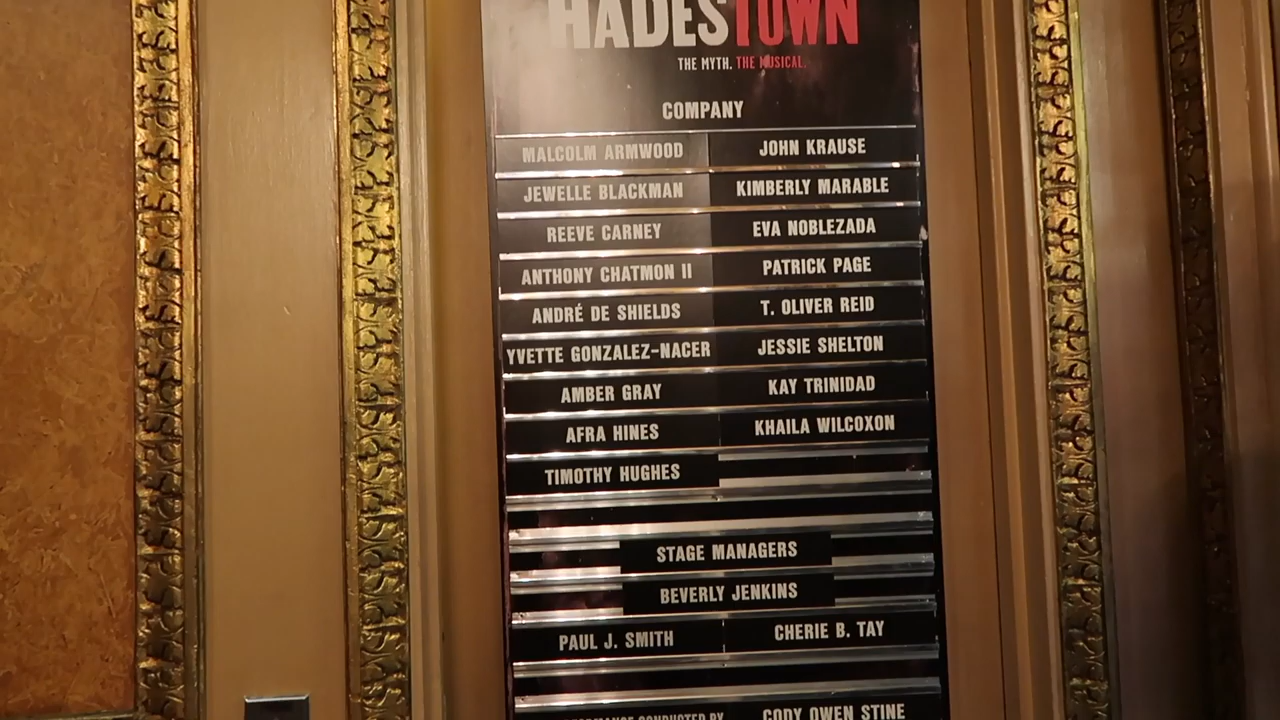 HADESTOWN
THE MYTH. THE MUSICAL.
COMPANY
MALCOLM ARMWOOD JOHN KRAUSE
JEWELLE BLACKMAN KIMBERLY MARABLE
REEVE CARNEY EVA NOBLEZADA
ANTHONY CHATMON II PATRICK PAGE
ANDRÉ DE SHIELDS T. OLIVER REID
YVETTE GONZALEZ-NACER JESSIE SHELTON
AMBER GRAY KAY TRINIDAD
AFRA HINES KHAILA WILCOXON
TIMOTHY HUGHES
STAGE MANAGERS
BEVERLY JENKINS
PAUL J. SMITH CHERIE B. TAY
CONDUCTED BY CODY OWEN STINE